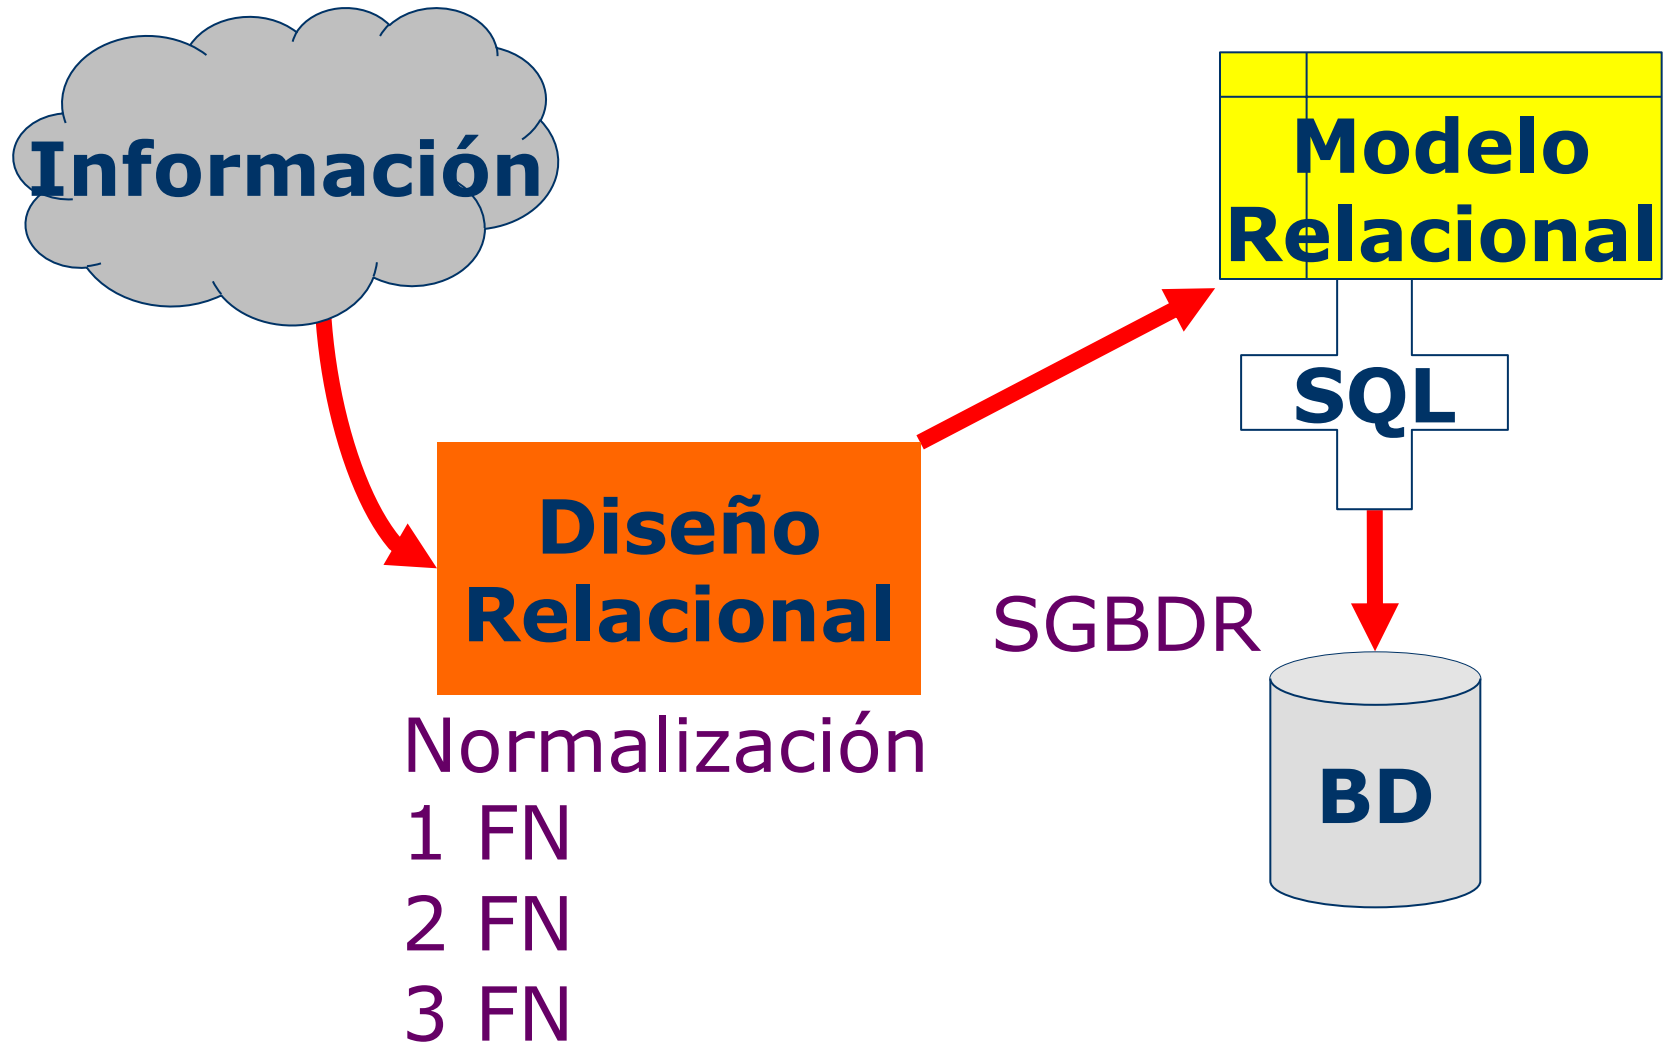 Información
Modelo
Relacional
SQL
Diseño
Relacional
SGBDR
Normalización
1 FN
2 FN
3 FN
BD